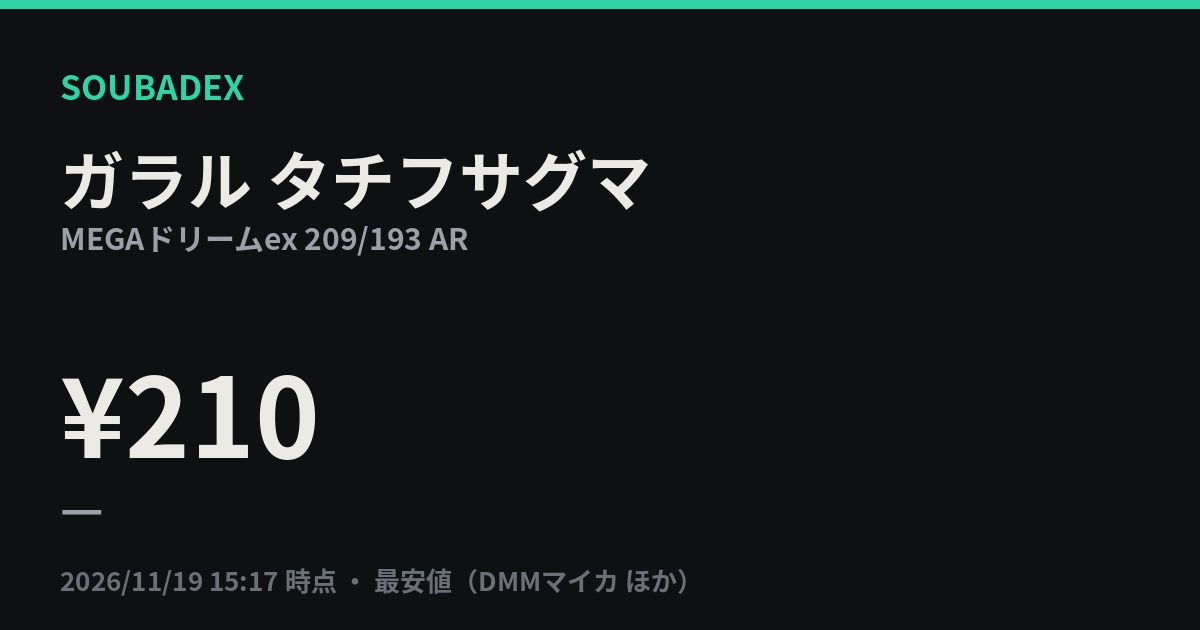 SOUBADEX
ガラル タチフサグマ
MEGAドリームex 209/193 AR
¥210
—
2026/11/19 15:17 時点 ・ 最安値（DMMマイカ ほか）